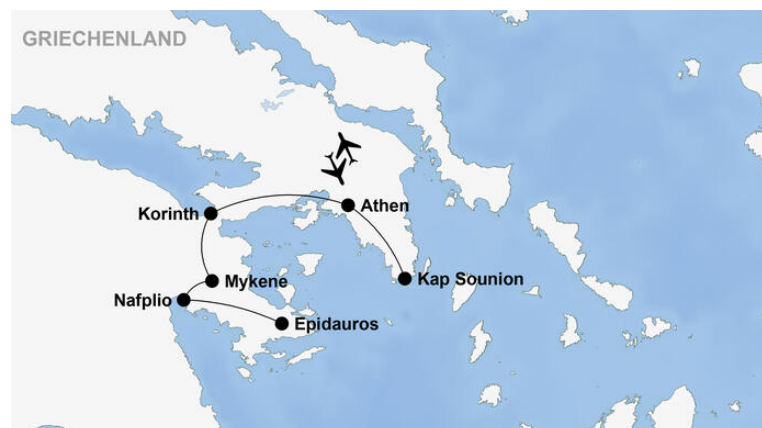 GRIECHENLAND
Athen
Korinth
Kap Sounion
Mykene
Nafplio
Epidauros